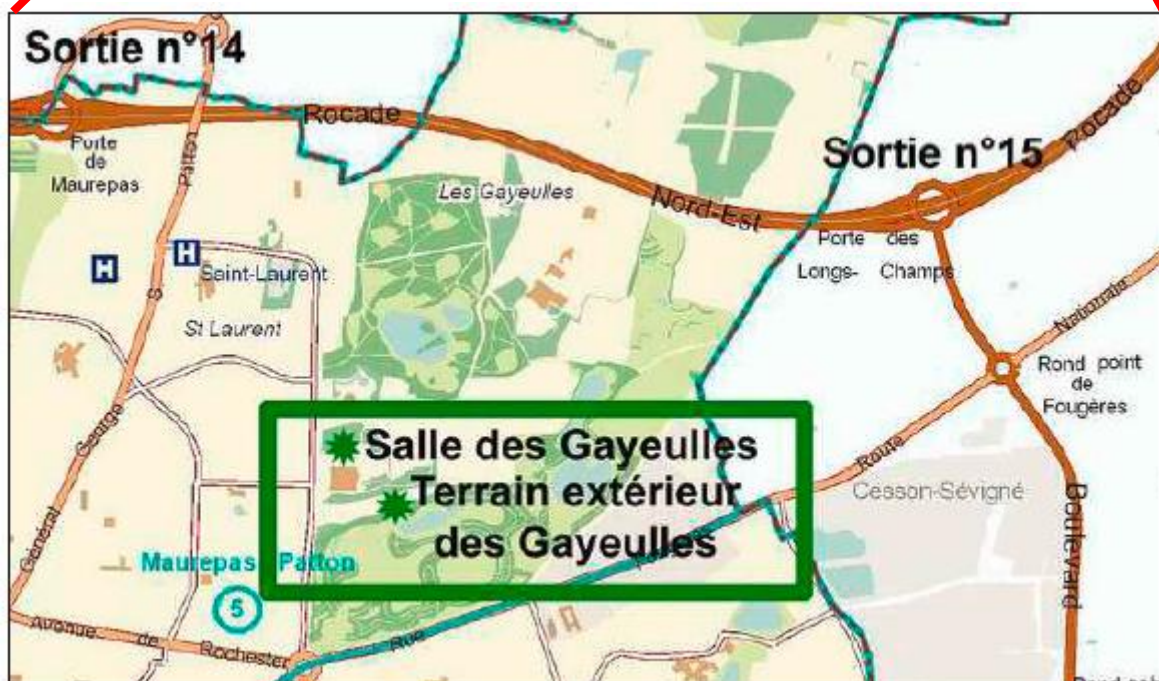 Sortie n°14
Rocade
Rocade
Porte
de
Maurepas
Patton
Les Gayeulles
Sortie n°15
Nord-Est
Porte des
Longs- Champs
H
H
Saint-Laurent
St Laurent
Nationale
Rond point
de
Fougères
George S
Salle des Gayeulles
Terrain extérieur
des Gayeulles
Route
Cesson-Sévigné
Boulevard
Général
Maurepas Patton
5
Avenue de Rochester
Rue